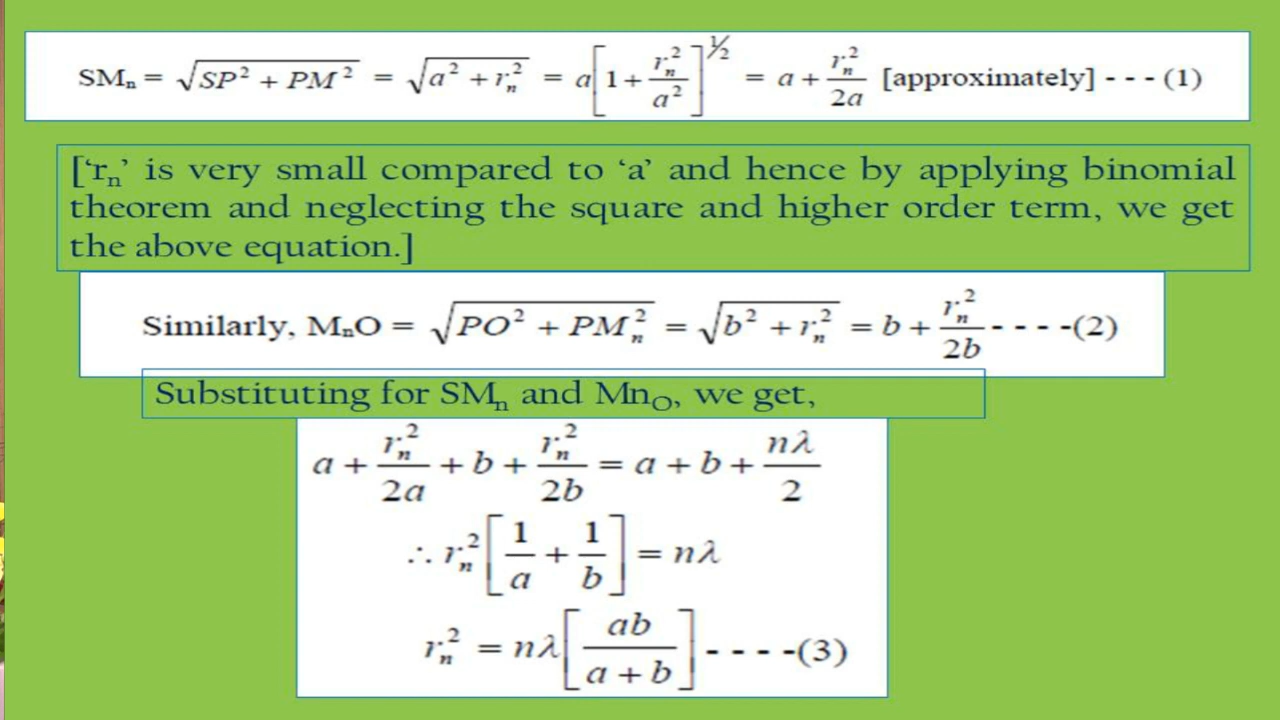 SMₙ = √(SP² + PM²) = √(a² + rₙ²) = a[1 + rₙ²/a²]^½ = a + rₙ²/2a [approximately] - - - (1)
[‘rₙ’ is very small compared to ‘a’ and hence by applying binomial
theorem and neglecting the square and higher order term, we get
the above equation.]
Similarly, MₙO = √(PO² + PMₙ²) = √(b² + rₙ²) = b + rₙ²/2b - - - -(2)
Substituting for SMₙ and Mn_O, we get,
a + rₙ²/2a + b + rₙ²/2b = a + b + nλ/2
∴ rₙ²[1/a + 1/b] = nλ
rₙ² = nλ[ab/(a + b)] - - - -(3)